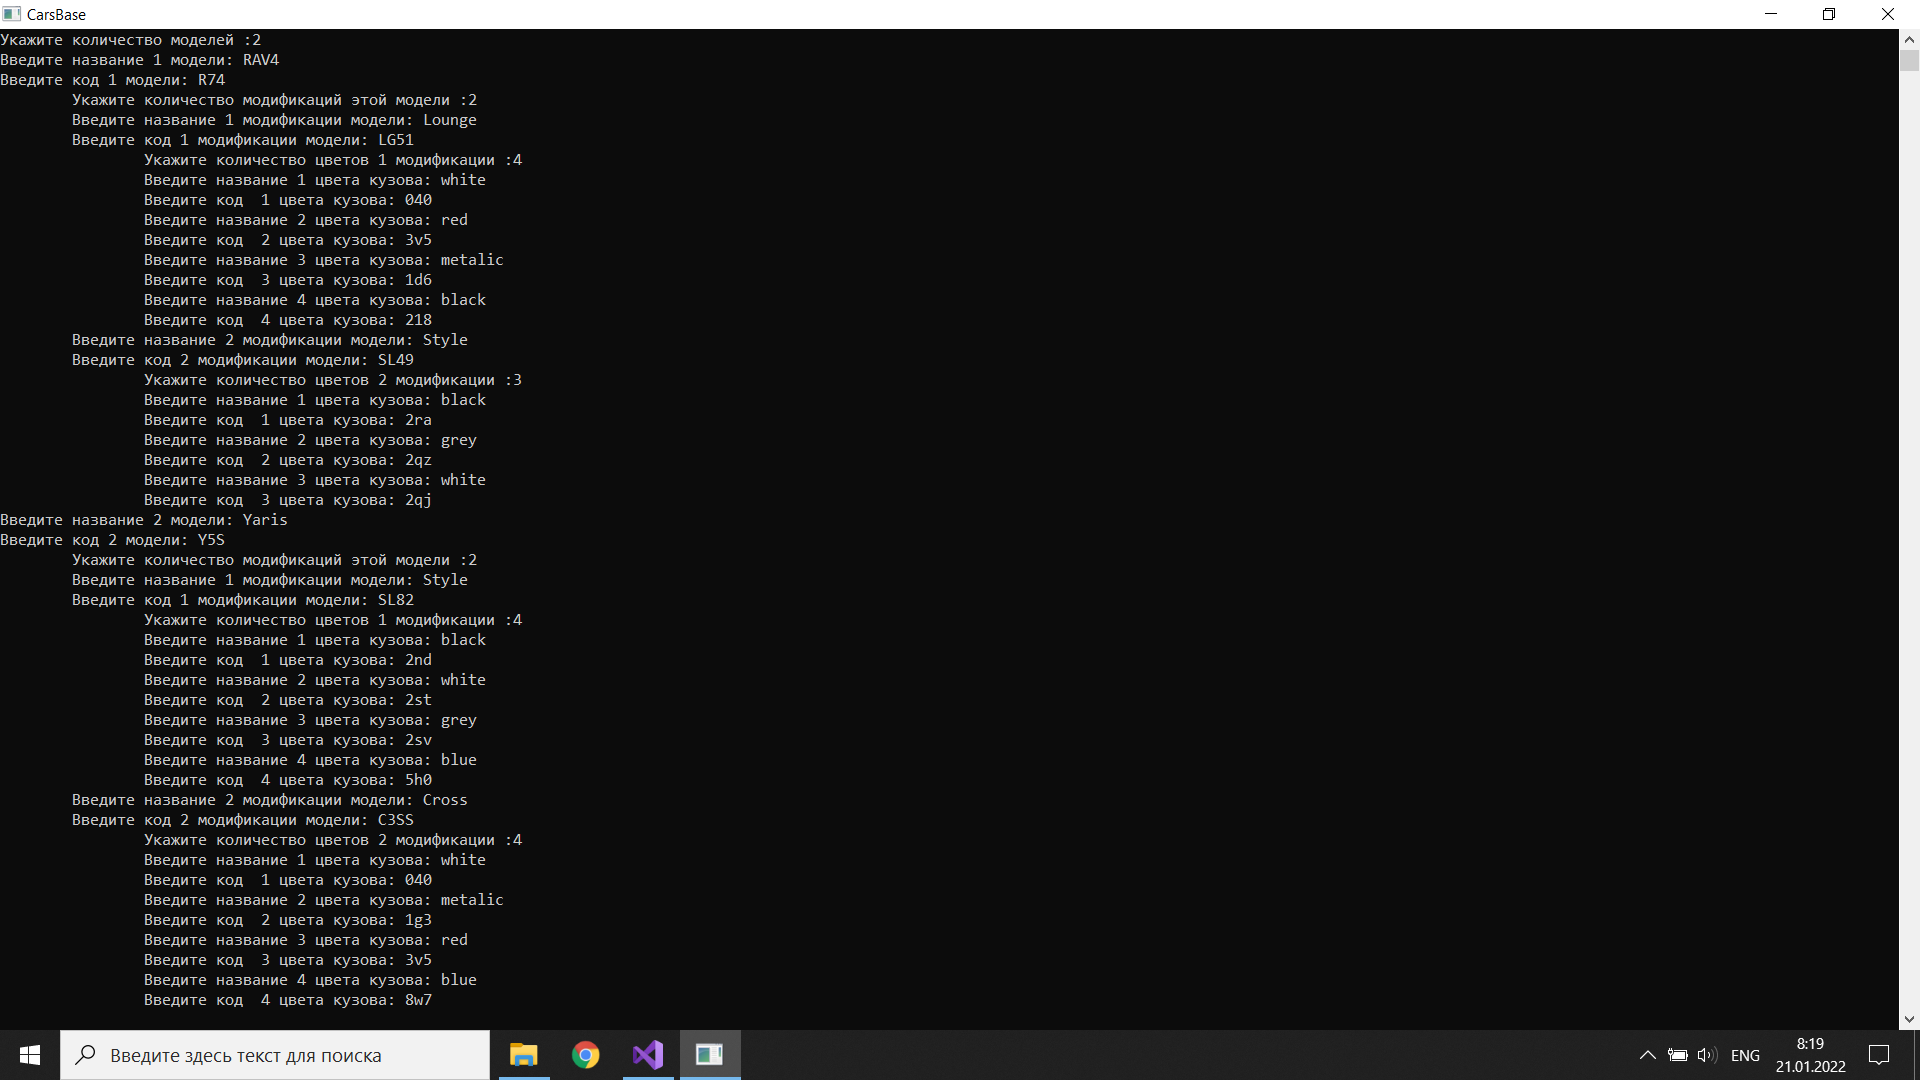 CarsBase
Укажите количество моделей :2
Введите название 1 модели: RAV4
Введите код 1 модели: R74
Укажите количество модификаций этой модели :2
Введите название 1 модификации модели: Lounge
Введите код 1 модификации модели: LG51
Укажите количество цветов 1 модификации :4
Введите название 1 цвета кузова: white
Введите код  1 цвета кузова: 040
Введите название 2 цвета кузова: red
Введите код  2 цвета кузова: 3v5
Введите название 3 цвета кузова: metalic
Введите код  3 цвета кузова: 1d6
Введите название 4 цвета кузова: black
Введите код  4 цвета кузова: 218
Введите название 2 модификации модели: Style
Введите код 2 модификации модели: SL49
Укажите количество цветов 2 модификации :3
Введите название 1 цвета кузова: black
Введите код  1 цвета кузова: 2ra
Введите название 2 цвета кузова: grey
Введите код  2 цвета кузова: 2qz
Введите название 3 цвета кузова: white
Введите код  3 цвета кузова: 2qj
Введите название 2 модели: Yaris
Введите код 2 модели: Y5S
Укажите количество модификаций этой модели :2
Введите название 1 модификации модели: Style
Введите код 1 модификации модели: SL82
Укажите количество цветов 1 модификации :4
Введите название 1 цвета кузова: black
Введите код  1 цвета кузова: 2nd
Введите название 2 цвета кузова: white
Введите код  2 цвета кузова: 2st
Введите название 3 цвета кузова: grey
Введите код  3 цвета кузова: 2sv
Введите название 4 цвета кузова: blue
Введите код  4 цвета кузова: 5h0
Введите название 2 модификации модели: Cross
Введите код 2 модификации модели: C3SS
Укажите количество цветов 2 модификации :4
Введите название 1 цвета кузова: white
Введите код  1 цвета кузова: 040
Введите название 2 цвета кузова: metalic
Введите код  2 цвета кузова: 1g3
Введите название 3 цвета кузова: red
Введите код  3 цвета кузова: 3v5
Введите название 4 цвета кузова: blue
Введите код  4 цвета кузова: 8w7
Введите здесь текст для поиска
ENG
8:19
21.01.2022